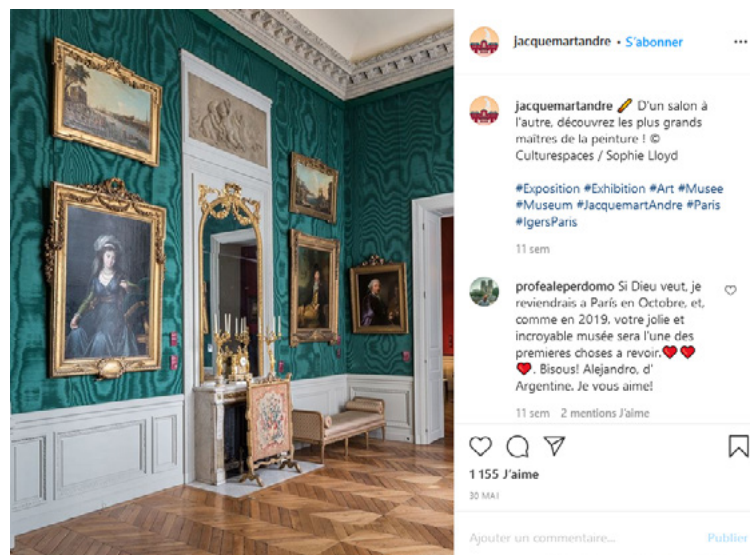 jacquemartandre • S'abonner
jacquemartandre D'un salon à
l'autre, découvrez les plus grands
maîtres de la peinture ! ©
Culturespaces / Sophie Lloyd
#Exposition #Exhibition #Art #Musee
#Museum #JacquemartAndre #Paris
#IgersParis
11 sem
profealeperdomo Si Dieu veut, je
reviendrais a París en Octobre, et,
comme en 2019, votre jolie et
incroyable musée sera l'une des
premieres choses a revoir.❤️❤️
❤️. Bisous! Alejandro, d'
Argentine. Je vous aime!
11 sem 2 mentions J'aime
1 155 J'aime
30 MAI
Ajouter un commentaire... Publier